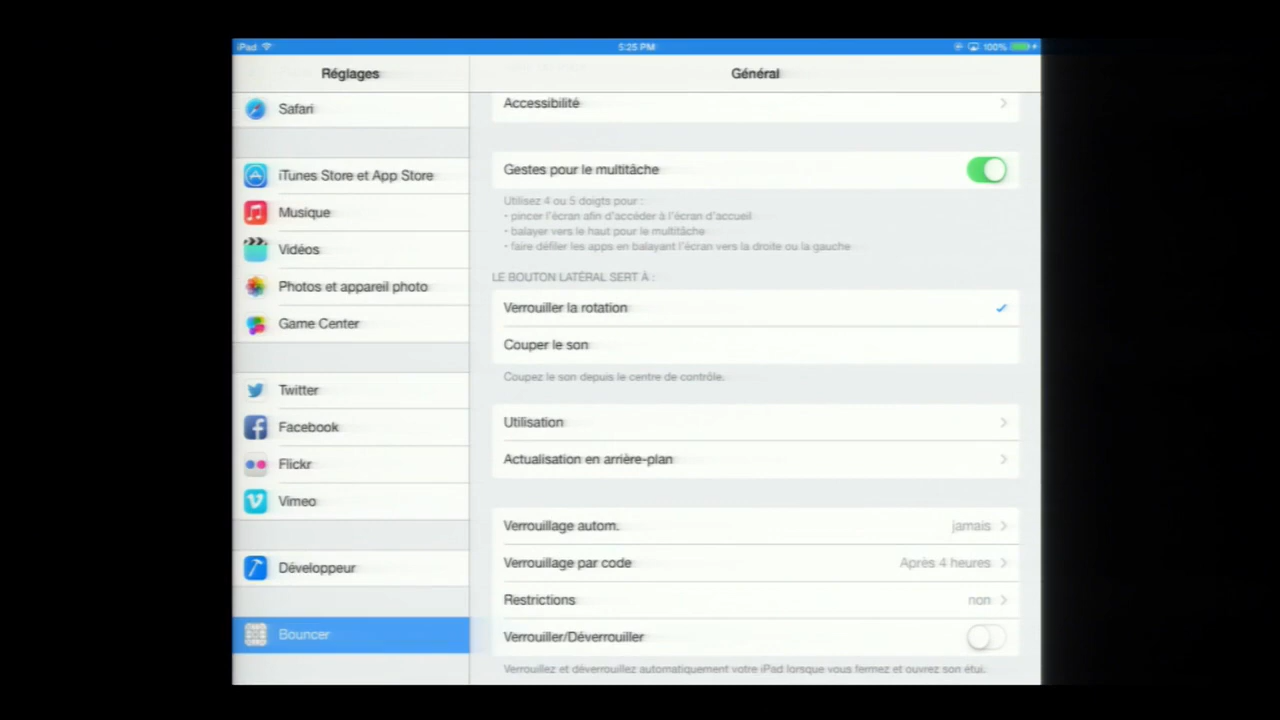 iPad
5:25 PM
100%
Réglages
Général
Safari
iTunes Store et App Store
Musique
Vidéos
Photos et appareil photo
Game Center
Twitter
Facebook
Flickr
Vimeo
Développeur
Bouncer
Accessibilité
Gestes pour le multitâche
Utilisez 4 ou 5 doigts pour :
• pincer l'écran afin d'accéder à l'écran d'accueil
• balayer vers le haut pour le multitâche
• faire défiler les apps en balayant l'écran vers la droite ou la gauche
LE BOUTON LATÉRAL SERT À :
Verrouiller la rotation
Couper le son
Coupez le son depuis le centre de contrôle.
Utilisation
Actualisation en arrière-plan
Verrouillage autom. jamais
Verrouillage par code Après 4 heures
Restrictions non
Verrouiller/Déverrouiller
Verrouillez et déverrouillez automatiquement votre iPad lorsque vous fermez et ouvrez son étui.